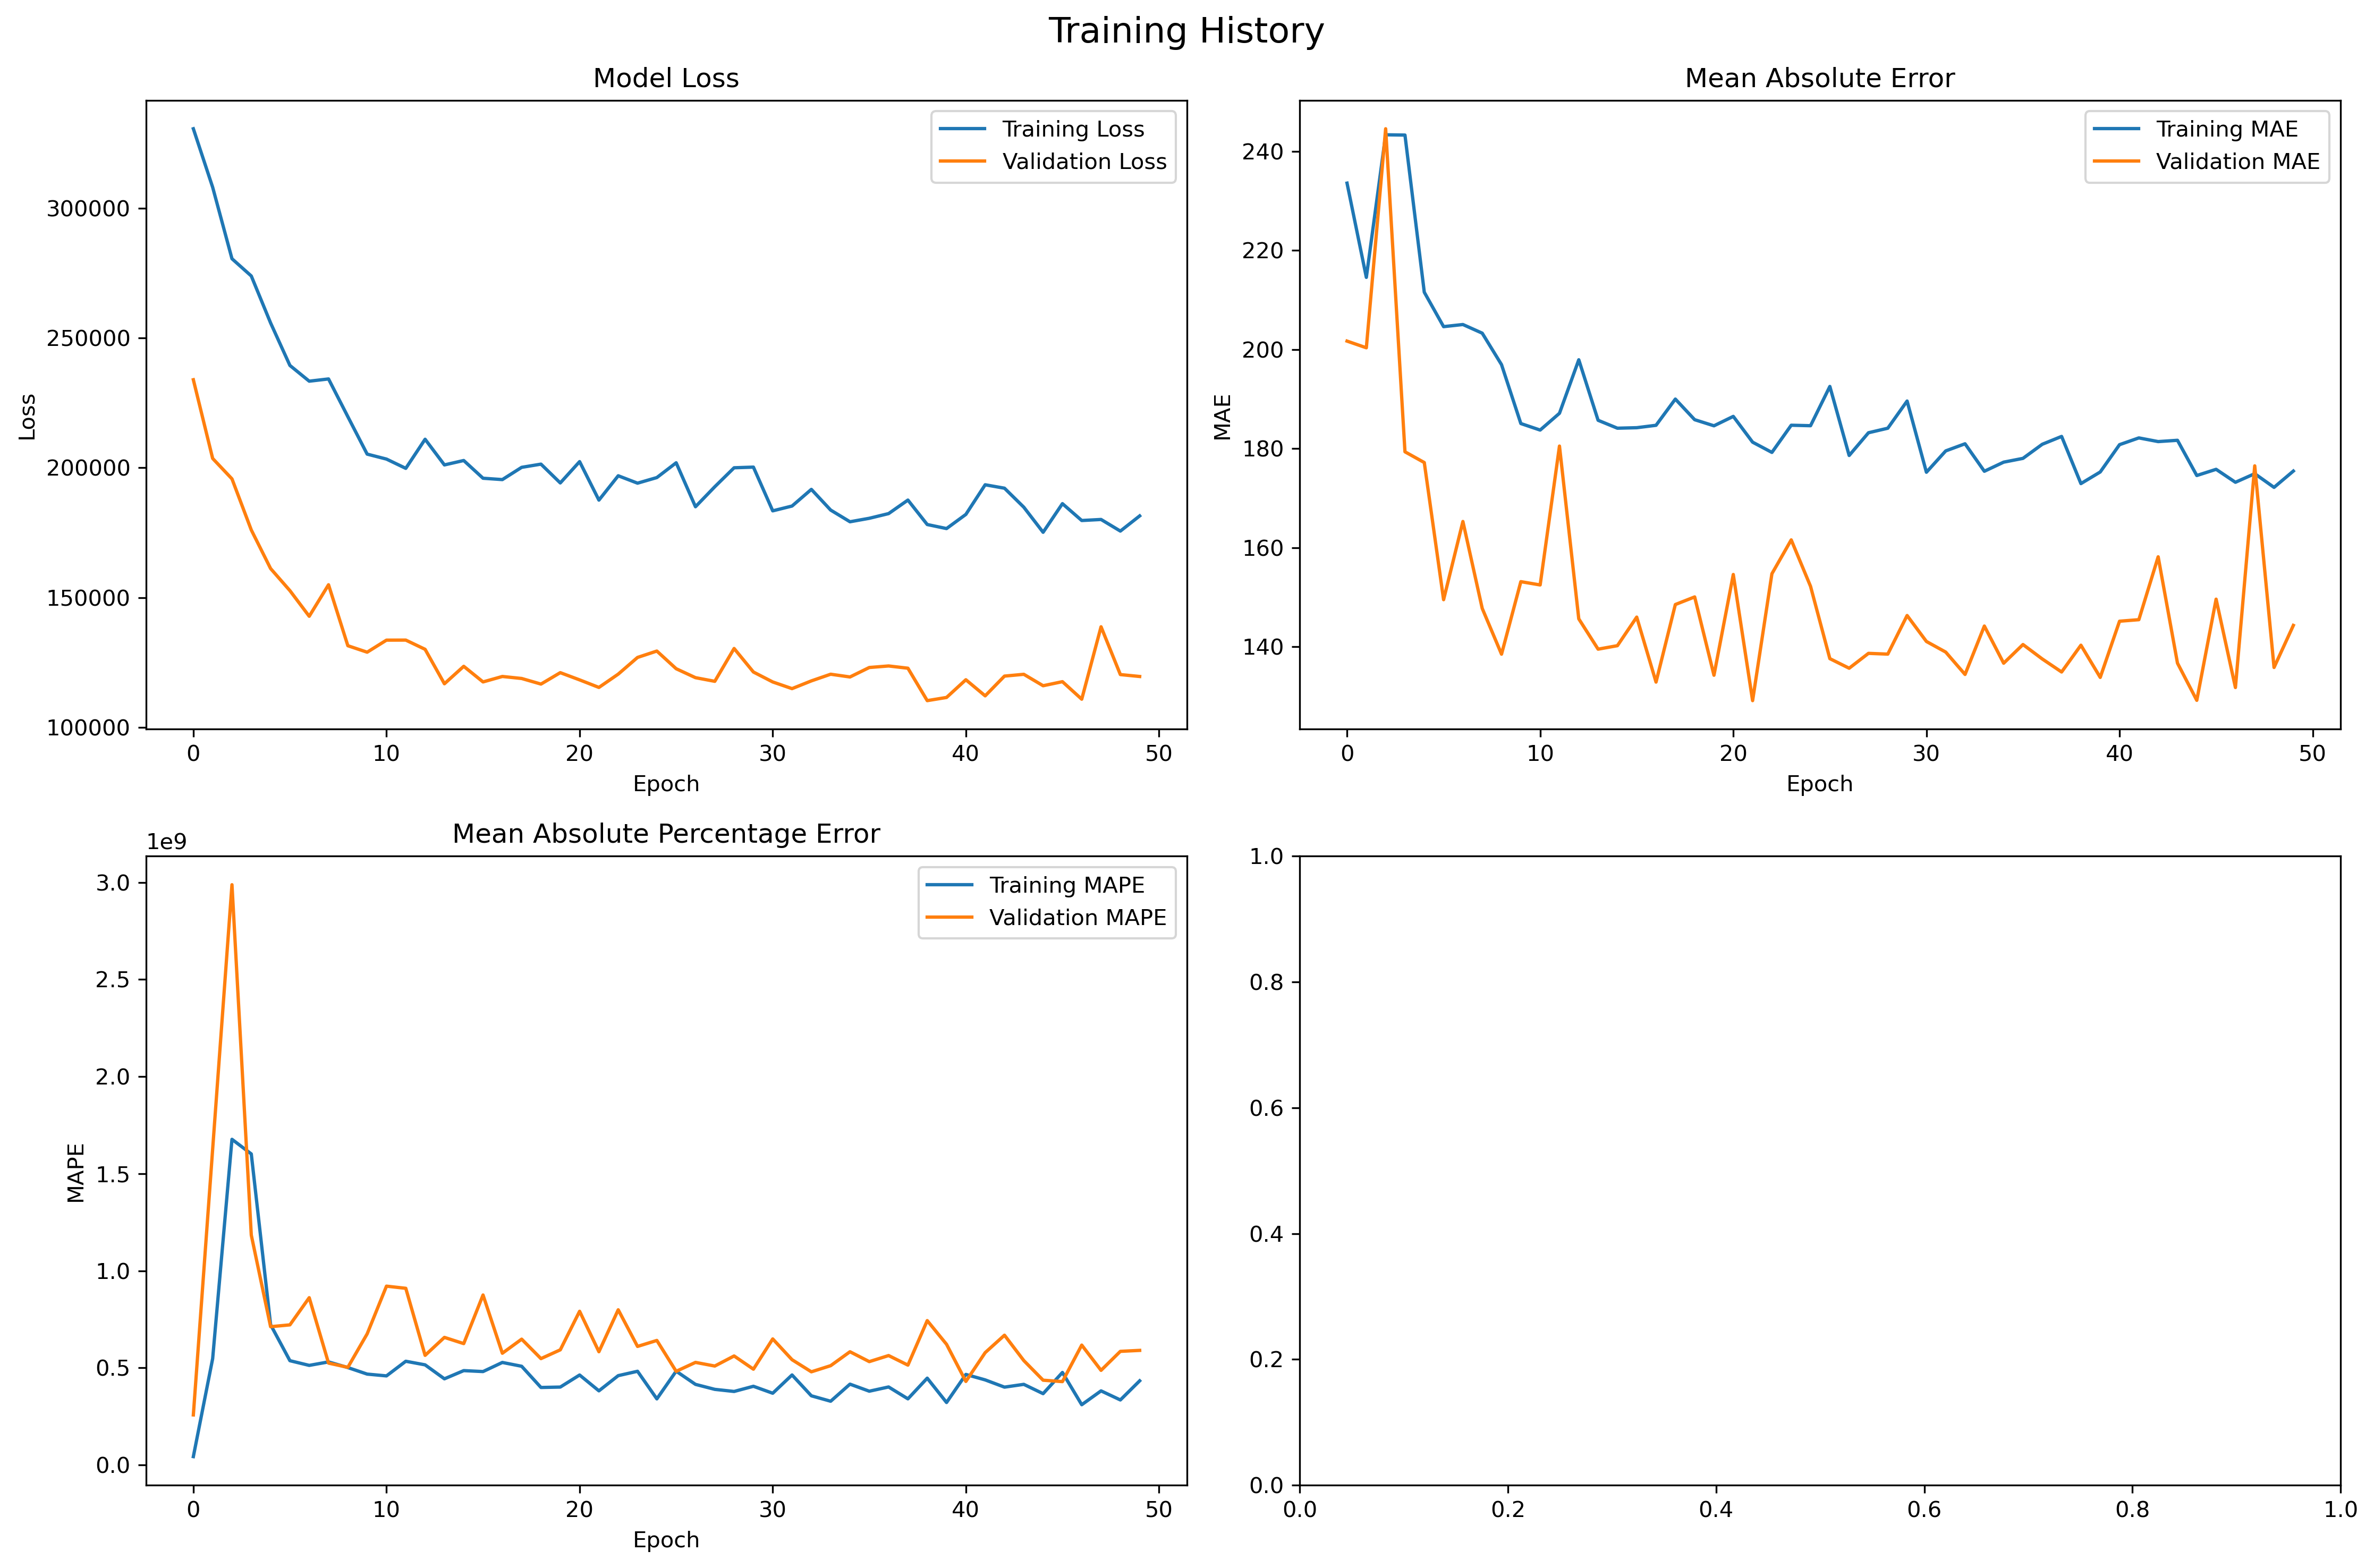 Training History
Model Loss
Training Loss
Validation Loss
300000
250000
200000
150000
100000
Loss
0 10 20 30 40 50
Epoch
Mean Absolute Error
Training MAE
Validation MAE
240
220
200
180
160
140
MAE
0 10 20 30 40 50
Epoch
1e9
Mean Absolute Percentage Error
Training MAPE
Validation MAPE
3.0
2.5
2.0
1.5
1.0
0.5
0.0
MAPE
0 10 20 30 40 50
Epoch
1.0
0.8
0.6
0.4
0.2
0.0
0.0 0.2 0.4 0.6 0.8 1.0